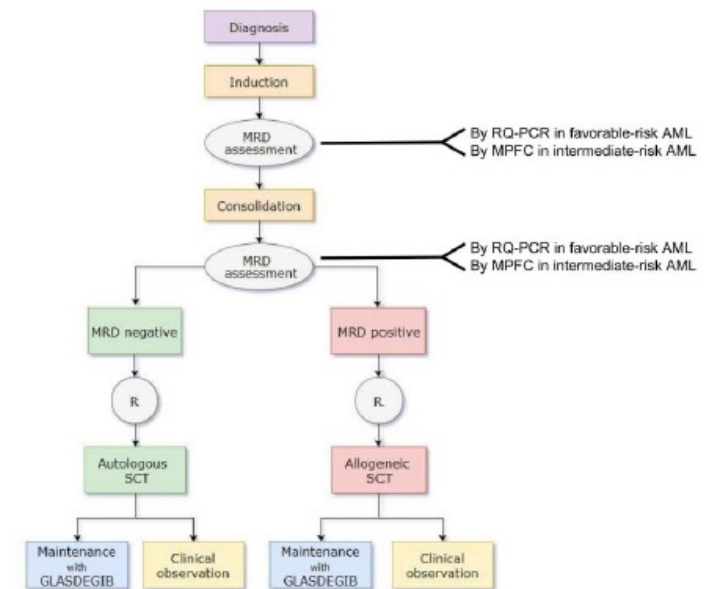 Diagnosis
Induction
MRD
assessment
By RQ-PCR in favorable-risk AML
By MPFC in intermediate-risk AML
Consolidation
MRD
assessment
By RQ-PCR in favorable-risk AML
By MPFC in intermediate-risk AML
MRD negative
MRD positive
R
R
Autologous
SCT
Allogeneic
SCT
Maintenance
with
GLASDEGIB
Clinical
observation
Maintenance
with
GLASDEGIB
Clinical
observation